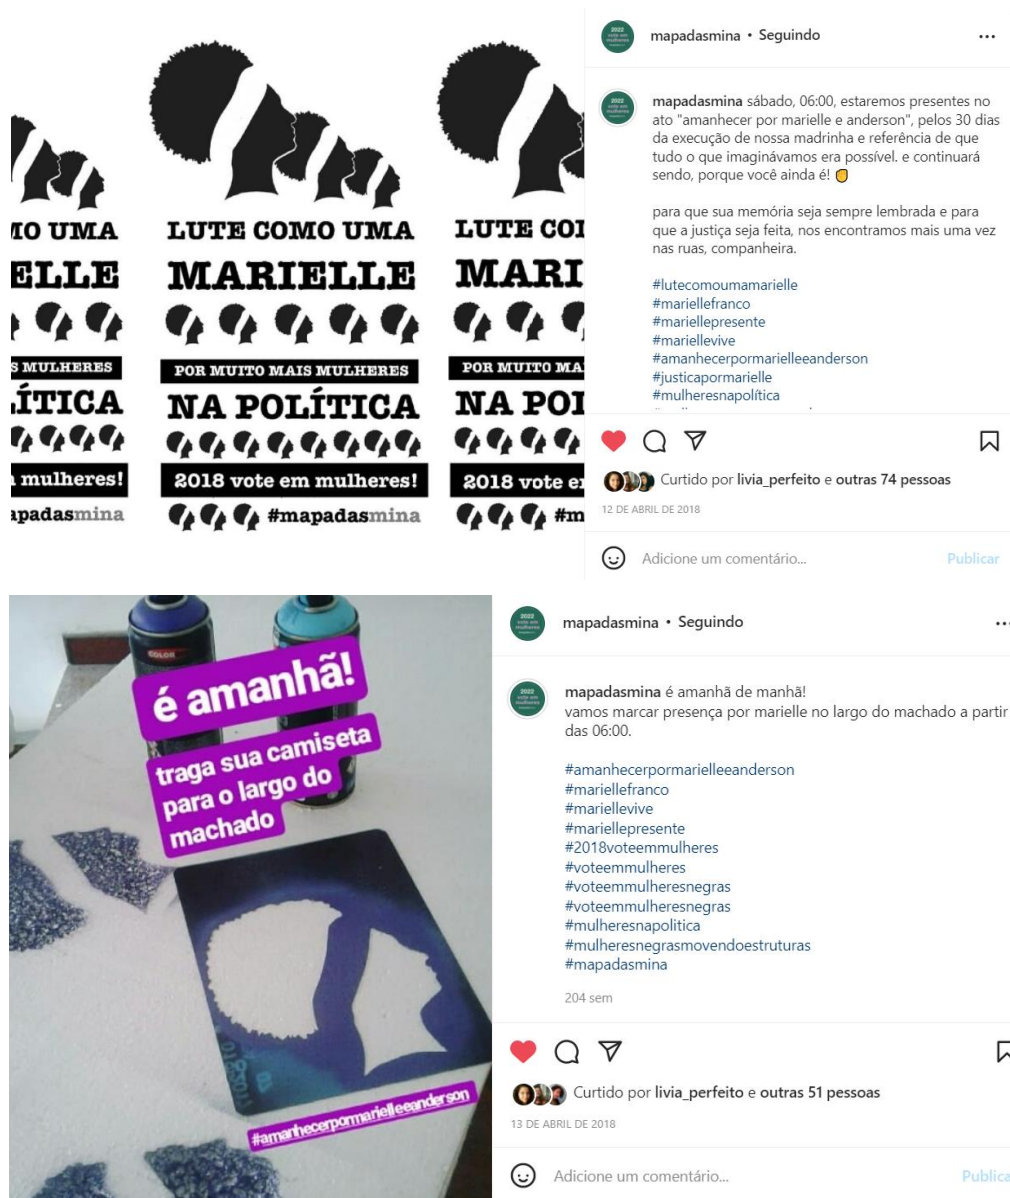 LUTE COMO UMA
MARIELLE
POR MUITO MAIS MULHERES
NA POLÍTICA
2018 vote em mulheres!
#mapadasmina
IO UMA
ELLE
S MULHERES
LÍTICA
mulheres!
apadasmina
LUTE COI
MARI
POR MUITO MA
NA POI
2018 vote e
#m
mapadasmina • Seguindo
mapadasmina sábado, 06:00, estaremos presentes no
ato "amanhecer por marielle e anderson", pelos 30 dias
da execução de nossa madrinha e referência de que
tudo o que imaginávamos era possível. e continuará
sendo, porque você ainda é! ✊
para que sua memória seja sempre lembrada e para
que a justiça seja feita, nos encontramos mais uma vez
nas ruas, companheira.
#lutecomoumamarielle
#mariellefranco
#mariellepresente
#mariellevive
#amanhecerpormarielleeanderson
#justicapormarielle
#mulheresnapolítica
Curtido por livia_perfeito e outras 74 pessoas
12 DE ABRIL DE 2018
Adicione um comentário... Publicar
é amanhã!
traga sua camiseta
para o largo do
machado
#amanhecerpormarielleeanderson
mapadasmina • Seguindo
mapadasmina é amanhã de manhã!
vamos marcar presença por marielle no largo do machado a partir
das 06:00.
#amanhecerpormarielleeanderson
#mariellefranco
#mariellevive
#mariellepresente
#2018voteemmulheres
#voteemmulheres
#voteemmulheresnegras
#voteemmulheresnegras
#mulheresnapolitica
#mulheresnegrasmovendoestruturas
#mapadasmina
204 sem
Curtido por livia_perfeito e outras 51 pessoas
13 DE ABRIL DE 2018
Adicione um comentário... Publica